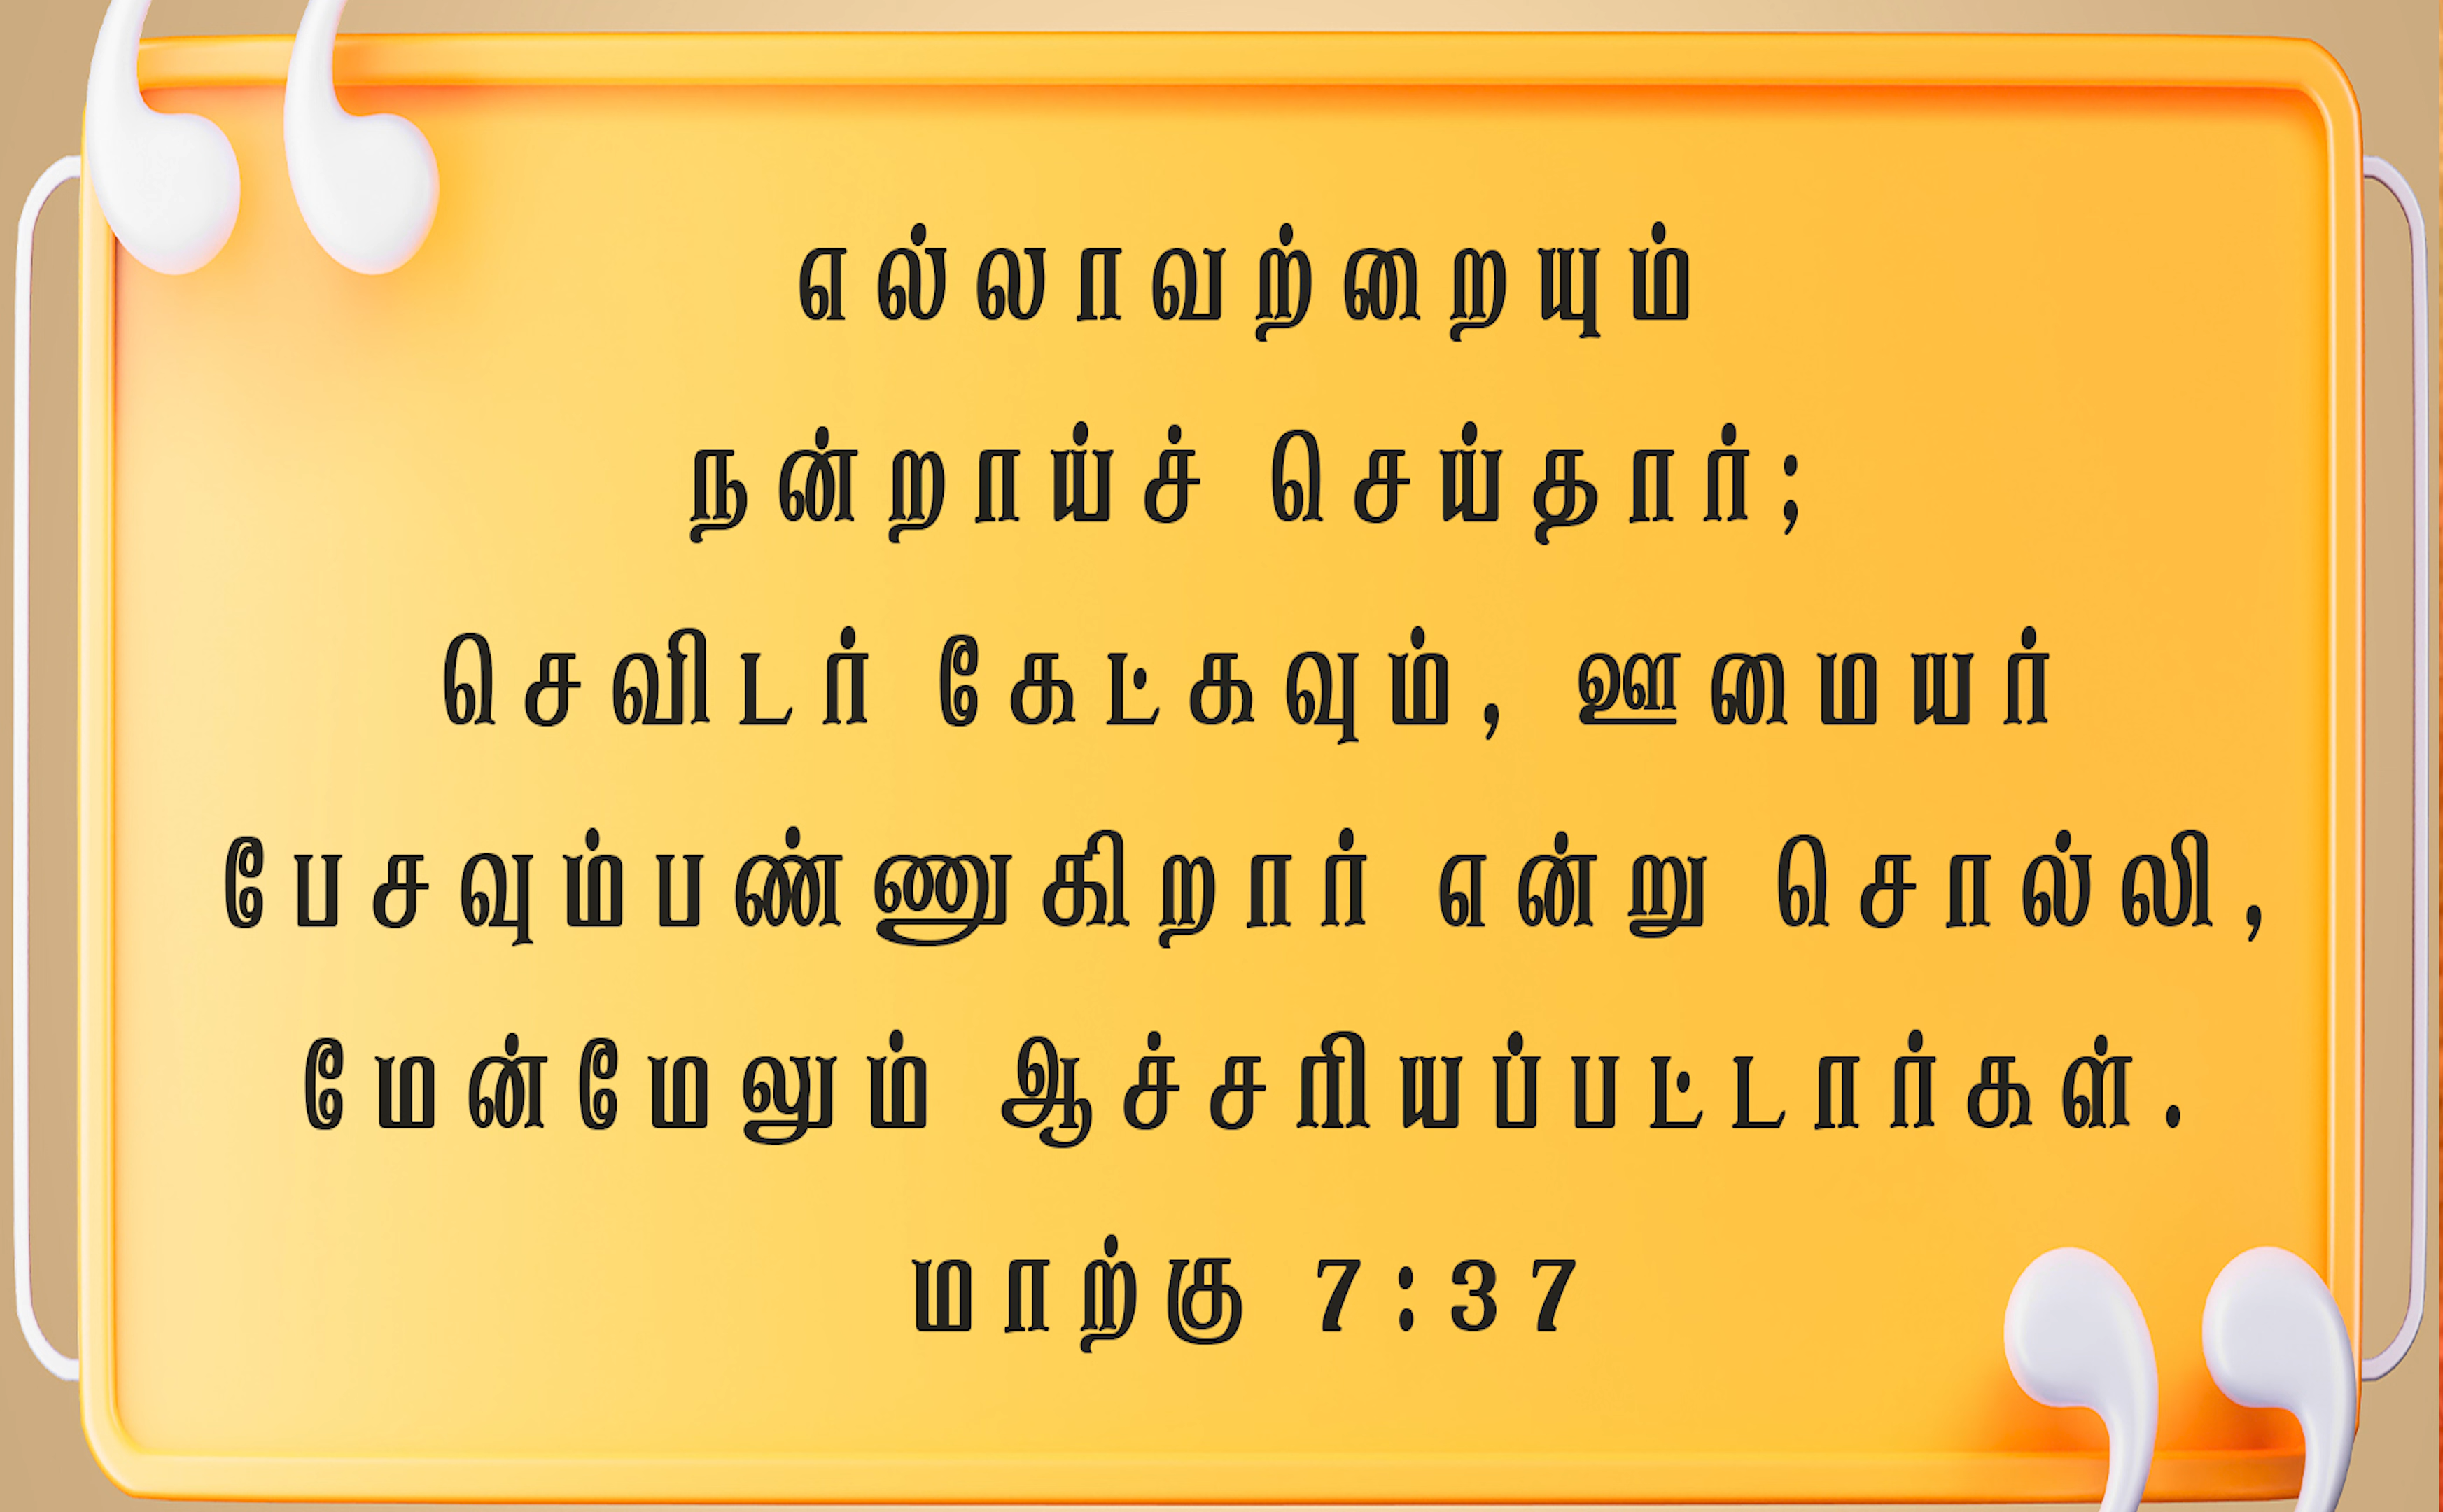 எல்லாவற்றையும்
நன்றாய்ச் செய்தார்;
செவிடர் கேட்கவும், ஊமையர்
பேசவும்பண்ணுகிறார் என்று சொல்லி,
மேன்மேலும் ஆச்சரியப்பட்டார்கள்.
மாற்கு 7:37